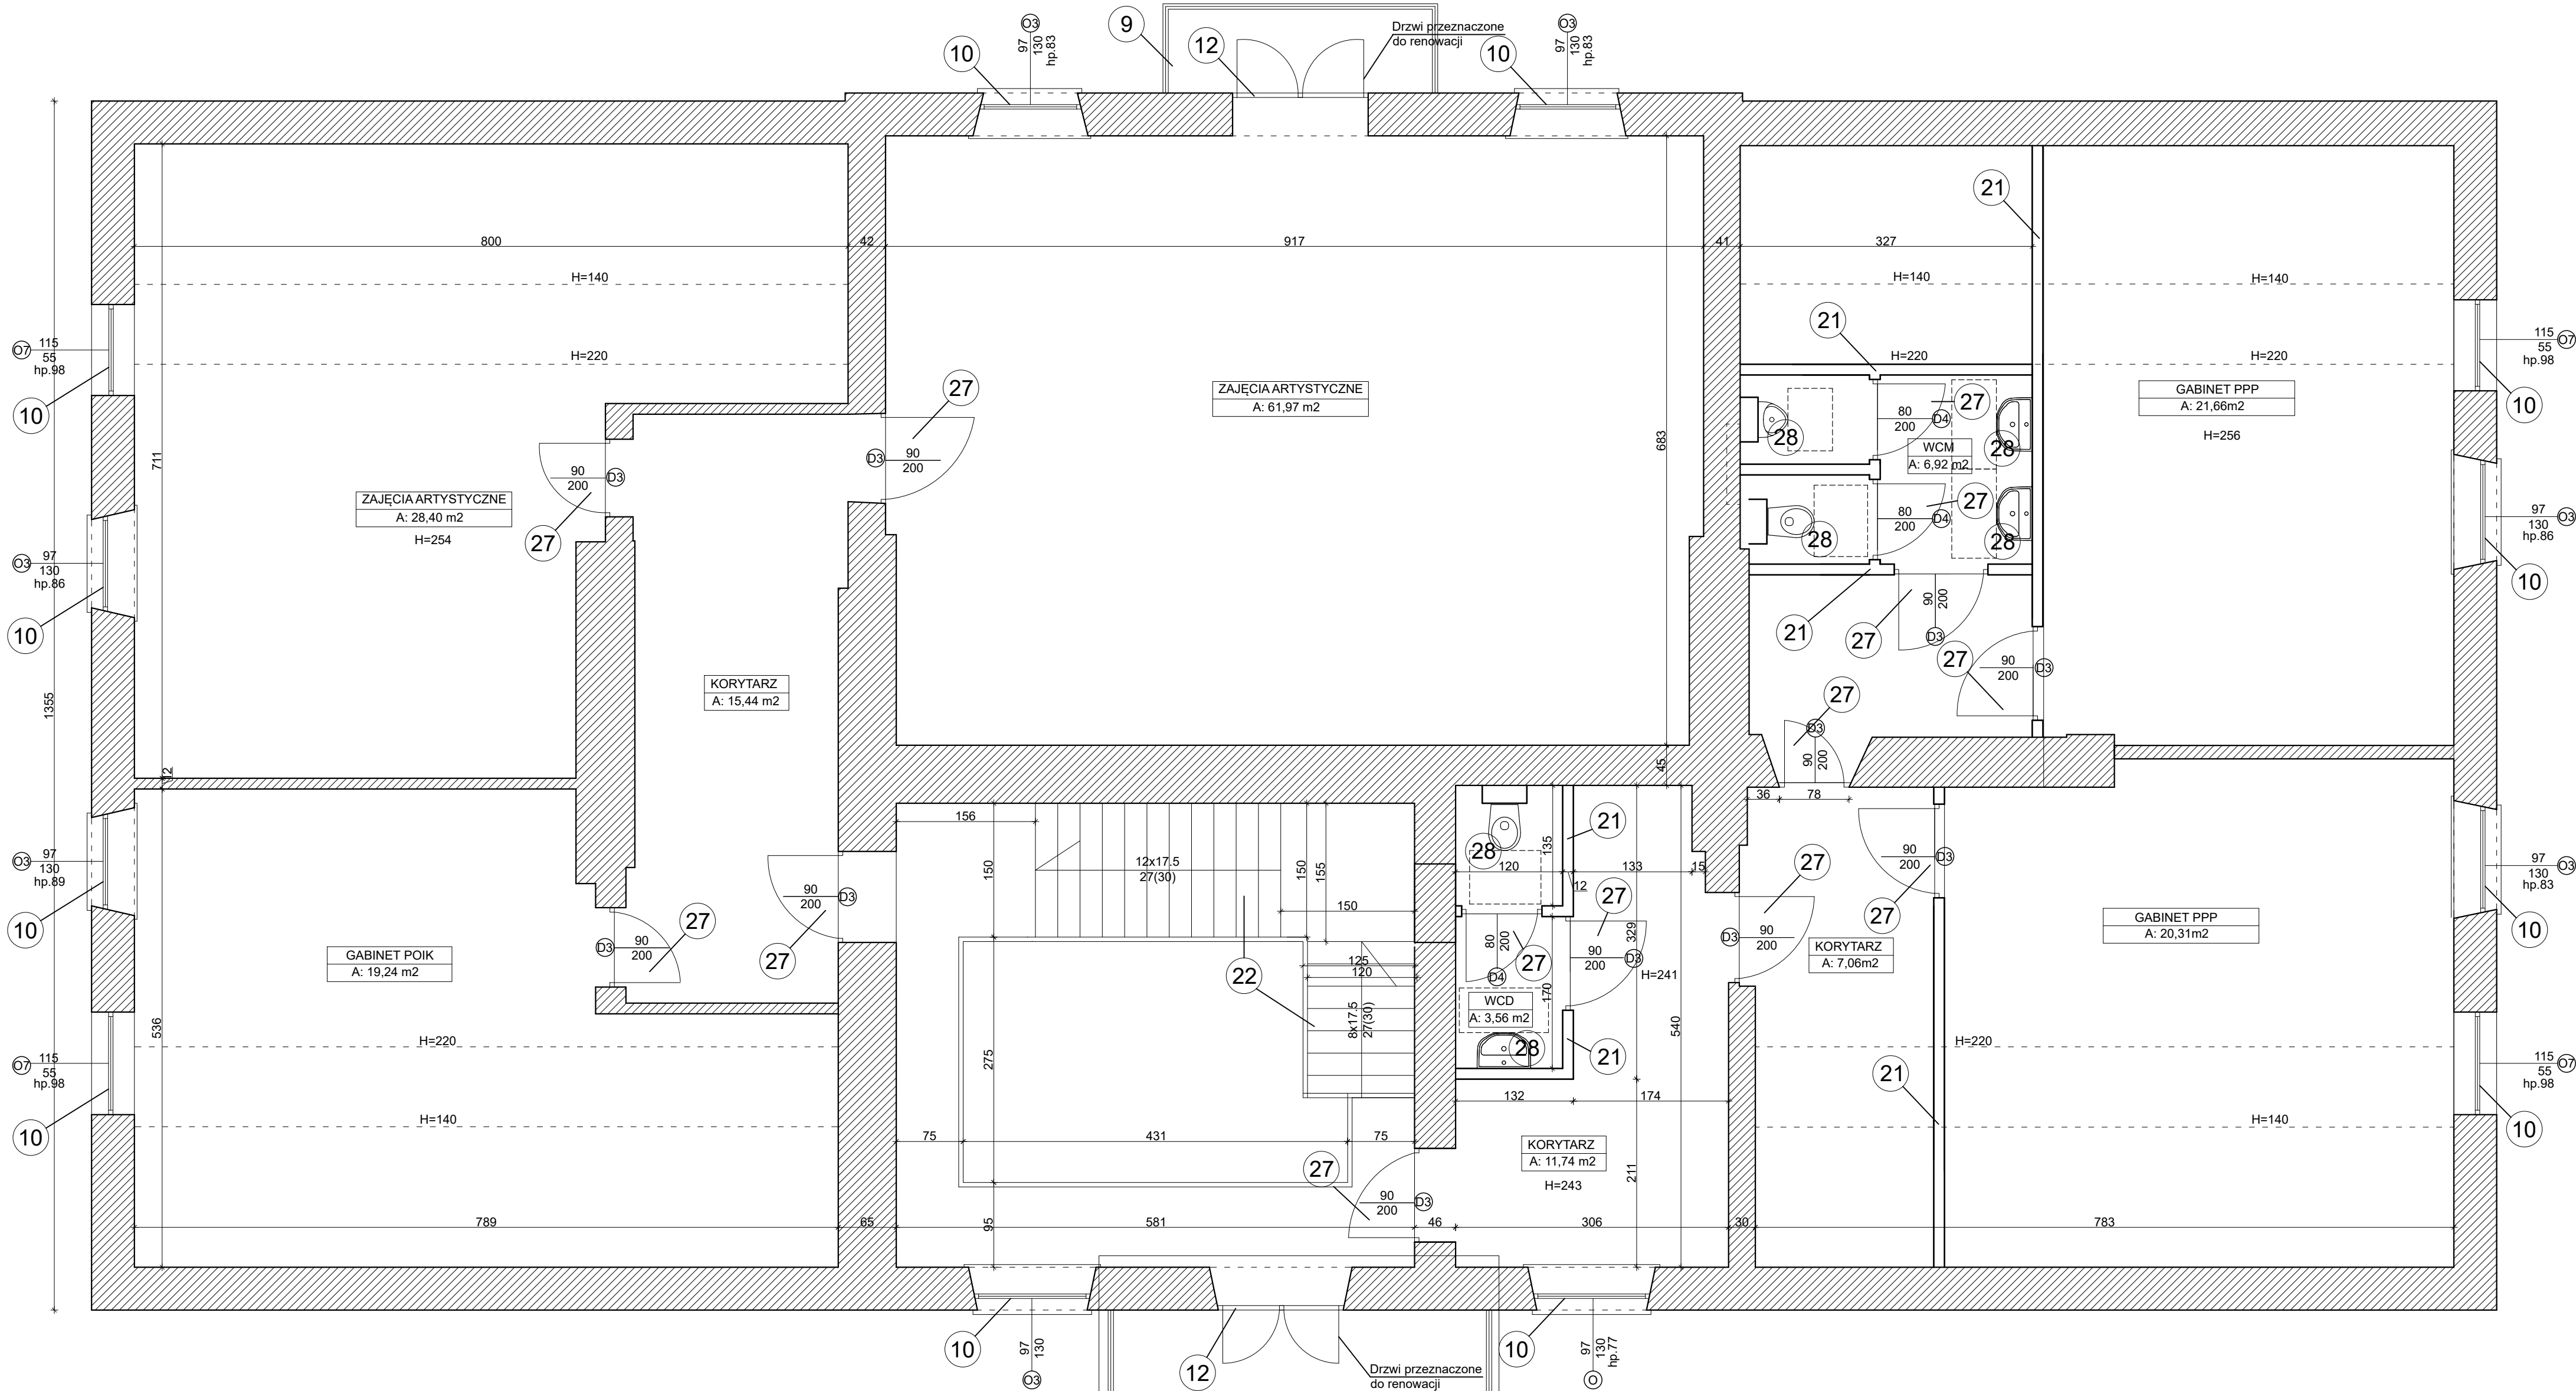 9
12
Drzwi przeznaczone
do renowacji
O3
97
130
hp.83
10
O3
97
130
hp.83
10
21
800
42
917
41
327
H=140
H=140
H=140
H=220
H=220
H=220
21
O7
115
55
hp.98
10
O7
115
55
hp.98
10
ZAJĘCIA ARTYSTYCZNE
A: 61,97 m2
GABINET PPP
A: 21,66m2
H=256
27
D3
90
200
27
80
200
D4
28
28
WCM
A: 6,92 m2
683
711
90
200
D3
27
ZAJĘCIA ARTYSTYCZNE
A: 28,40 m2
H=254
27
80
200
D4
28
28
O3
97
130
hp.86
10
O3
97
130
hp.86
10
90
200
D3
21
27
27
90
200
D3
KORYTARZ
A: 15,44 m2
1355
27
D3
90
200
12
45
36
78
156
12x17.5
27(30)
150
150
155
150
135
28
120
12
133
15
21
27
90
200
D3
27
O3
97
130
hp.89
10
O3
97
130
hp.83
10
90
200
D3
27
D3
90
200
27
GABINET POIK
A: 19,24 m2
22
125
120
8x17.5
27(30)
80
200
D4
27
27
90
200
D3
329
H=241
D3
90
200
27
KORYTARZ
A: 7,06m2
GABINET PPP
A: 20,31m2
170
WCD
A: 3,56 m2
28
21
540
536
275
H=220
H=220
21
O7
115
55
hp.98
10
O7
115
55
hp.98
10
H=140
H=140
132
174
75
431
75
KORYTARZ
A: 11,74 m2
H=243
211
27
90
200
D3
95
789
65
581
46
306
30
783
10
97
130
O3
12
Drzwi przeznaczone
do renowacji
10
97
130
hp.77
O